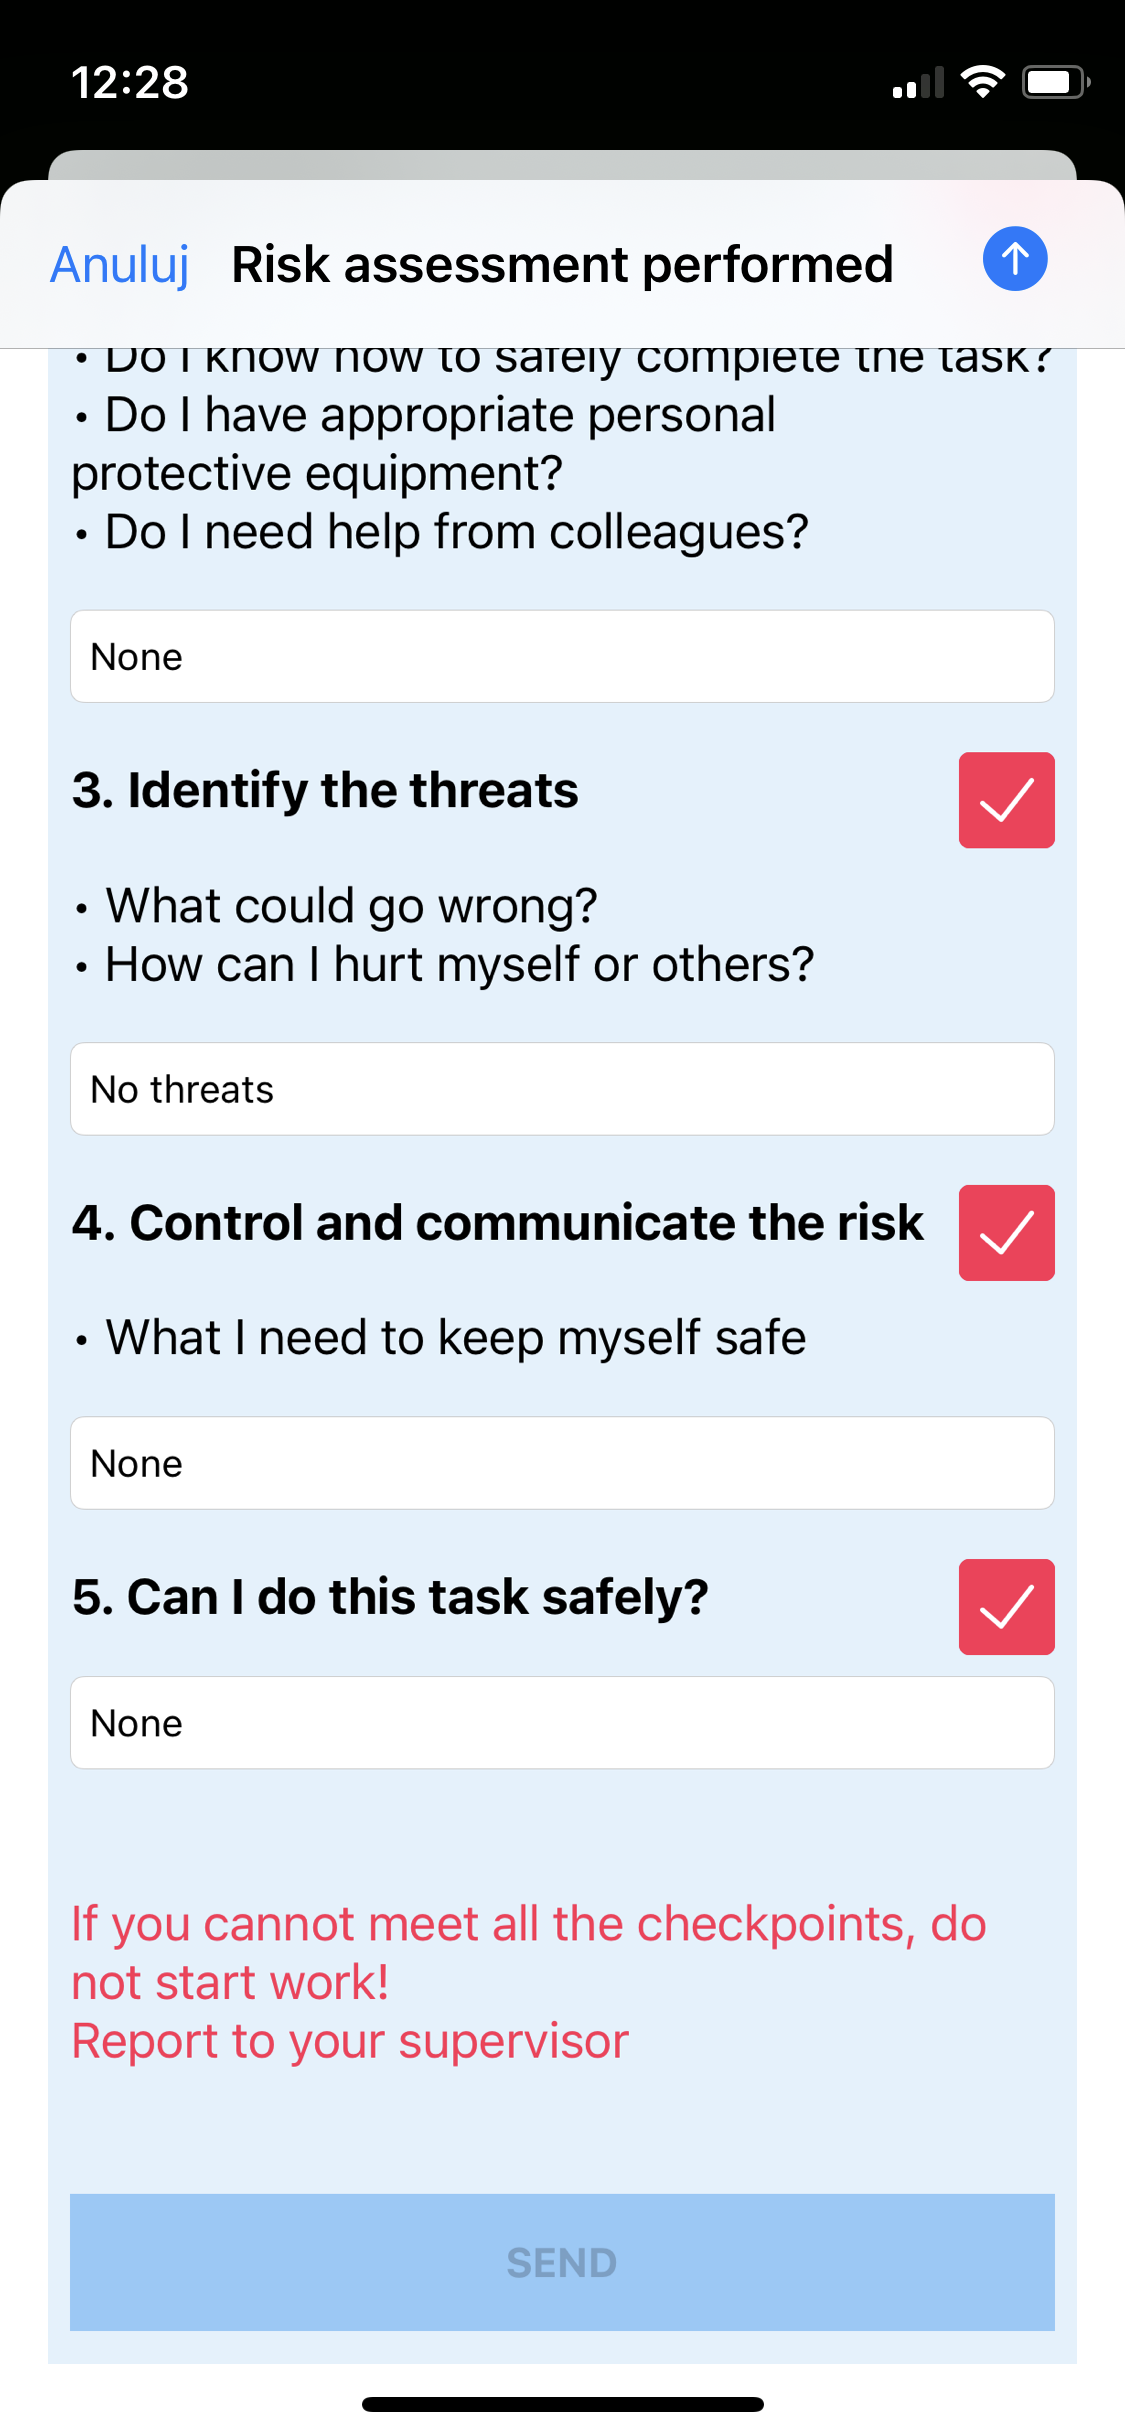 12:28
Anuluj Risk assessment performed
• Do I know how to safely complete the task?
• Do I have appropriate personal
protective equipment?
• Do I need help from colleagues?
None
3. Identify the threats
• What could go wrong?
• How can I hurt myself or others?
No threats
4. Control and communicate the risk
• What I need to keep myself safe
None
5. Can I do this task safely?
None
If you cannot meet all the checkpoints, do
not start work!
Report to your supervisor
SEND